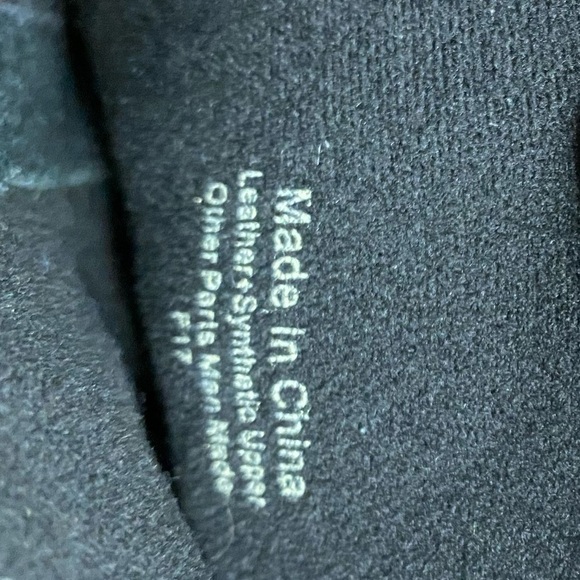 Made In China
Leather+Synthetic Upper
Other Parts Man Made
F17